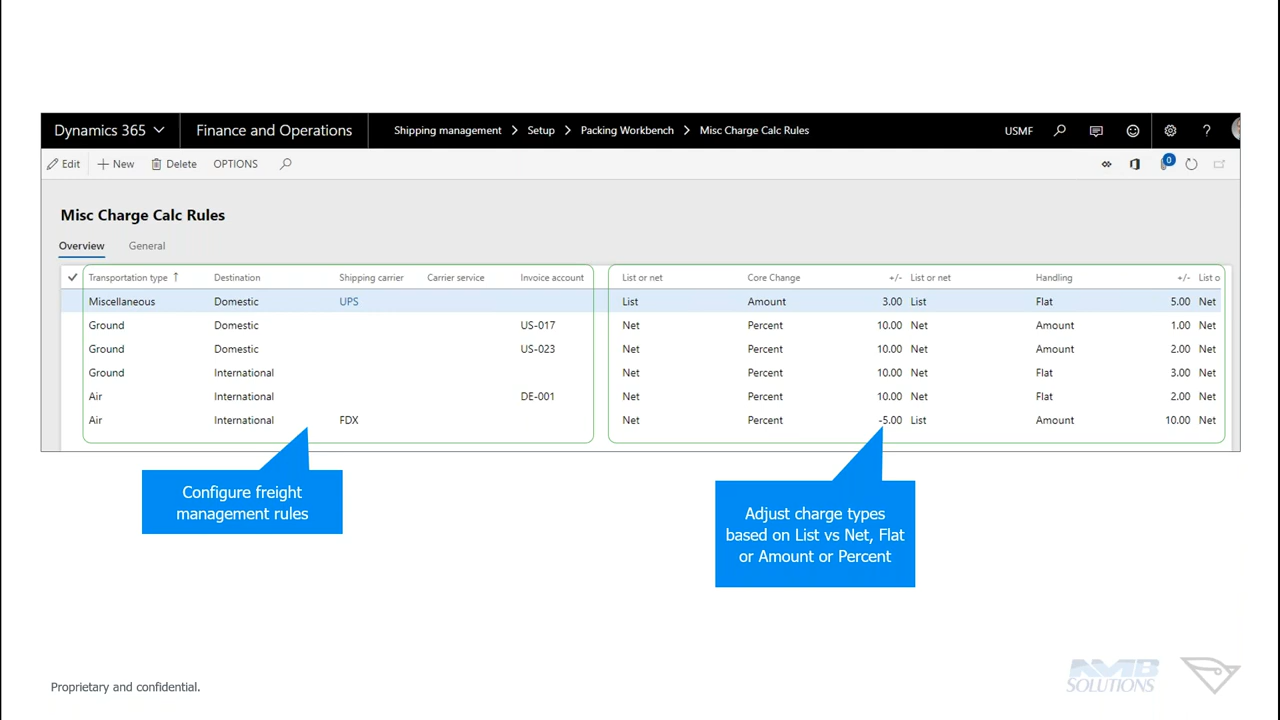 Dynamics 365 Finance and Operations Shipping management Setup Packing Workbench Misc Charge Calc Rules USMF ?
Edit New Delete OPTIONS 0
Misc Charge Calc Rules
Overview General
Transportation type Destination Shipping carrier Carrier service Invoice account List or net Core Change +/- List or net Handling +/- List o
Miscellaneous Domestic UPS List Amount 3.00 List Flat 5.00 Net
Ground Domestic US-017 Net Percent 10.00 Net Amount 1.00 Net
Ground Domestic US-023 Net Percent 10.00 Net Amount 2.00 Net
Ground International Net Percent 10.00 Net Flat 3.00 Net
Air International DE-001 Net Percent 10.00 Net Flat 2.00 Net
Air International FDX Net Percent -5.00 List Amount 10.00 Net
Configure freight
management rules
Adjust charge types
based on List vs Net, Flat
or Amount or Percent
Proprietary and confidential.
NMB
SOLUTIONS